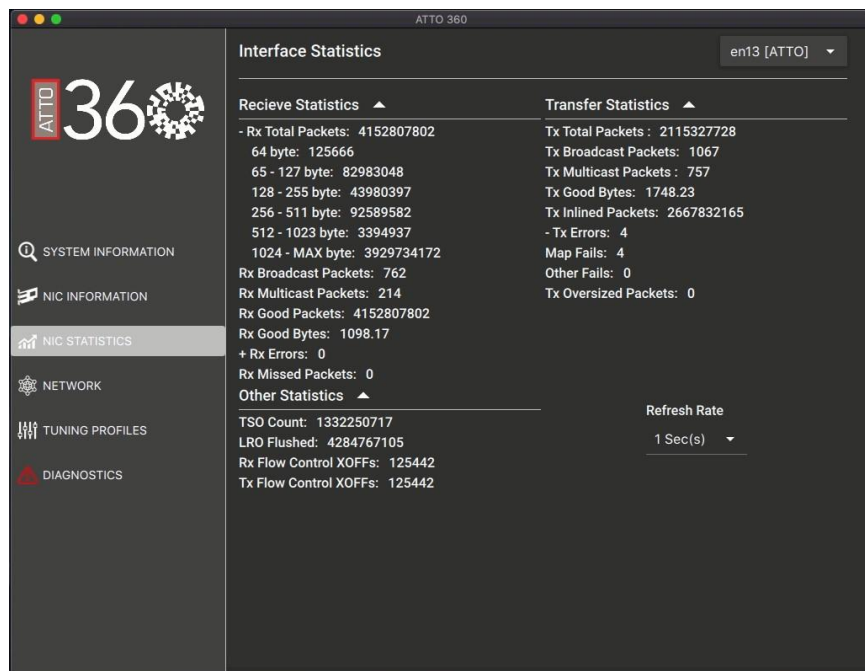 ATTO 360
ATTO 360
SYSTEM INFORMATION
NIC INFORMATION
NIC STATISTICS
NETWORK
TUNING PROFILES
DIAGNOSTICS
Interface Statistics
en13 [ATTO]
Recieve Statistics
- Rx Total Packets: 4152807802
64 byte: 125666
65 - 127 byte: 82983048
128 - 255 byte: 43980397
256 - 511 byte: 92589582
512 - 1023 byte: 3394937
1024 - MAX byte: 3929734172
Rx Broadcast Packets: 762
Rx Multicast Packets: 214
Rx Good Packets: 4152807802
Rx Good Bytes: 1098.17
+ Rx Errors: 0
Rx Missed Packets: 0
Transfer Statistics
Tx Total Packets : 2115327728
Tx Broadcast Packets: 1067
Tx Multicast Packets : 757
Tx Good Bytes: 1748.23
Tx Inlined Packets: 2667832165
- Tx Errors: 4
Map Fails: 4
Other Fails: 0
Tx Oversized Packets: 0
Other Statistics
TSO Count: 1332250717
LRO Flushed: 4284767105
Rx Flow Control XOFFs: 125442
Tx Flow Control XOFFs: 125442
Refresh Rate
1 Sec(s)